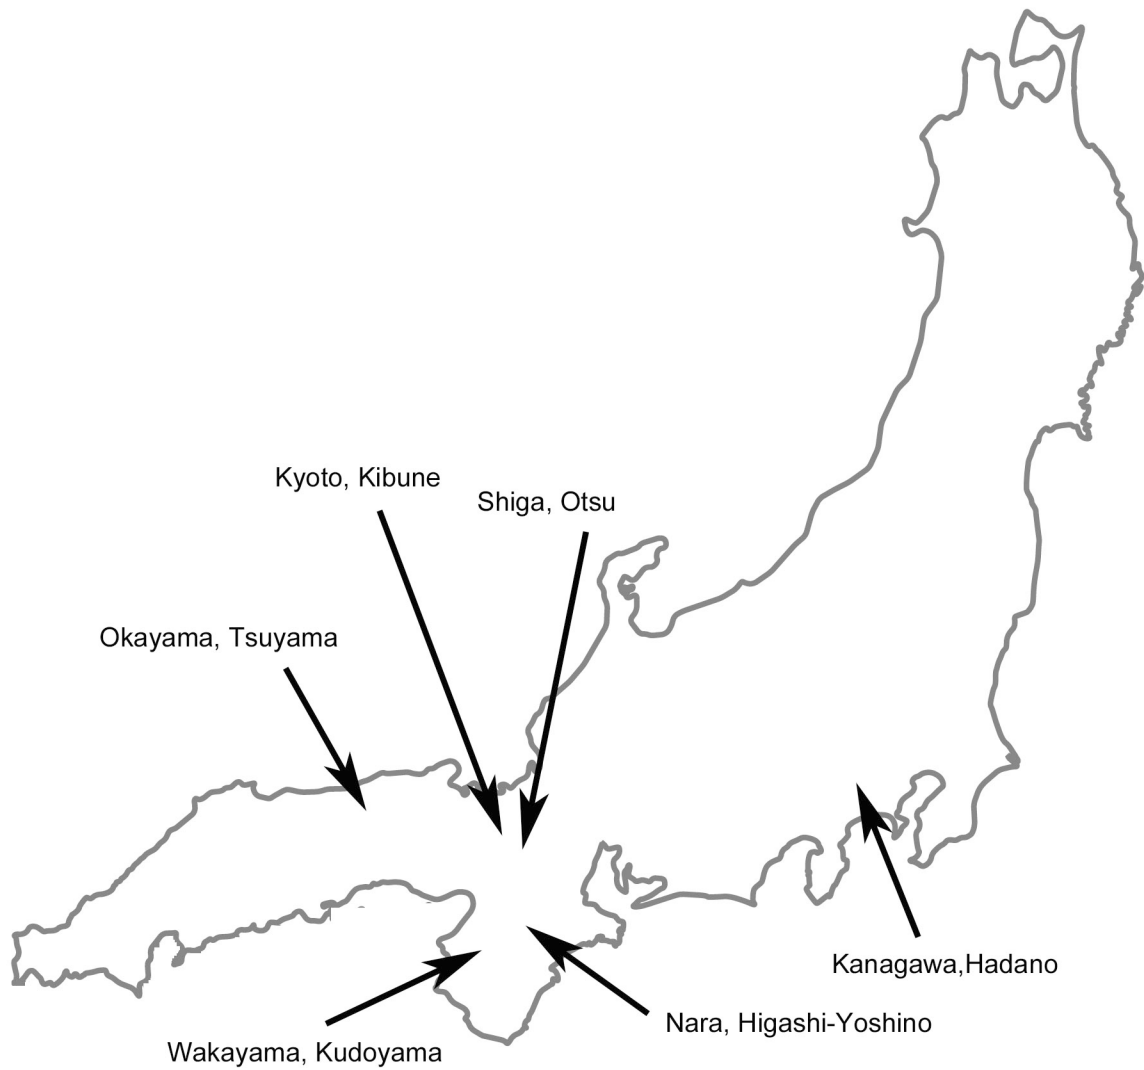 Kyoto, Kibune
Shiga, Otsu
Okayama, Tsuyama
Kanagawa,Hadano
Nara, Higashi-Yoshino
Wakayama, Kudoyama